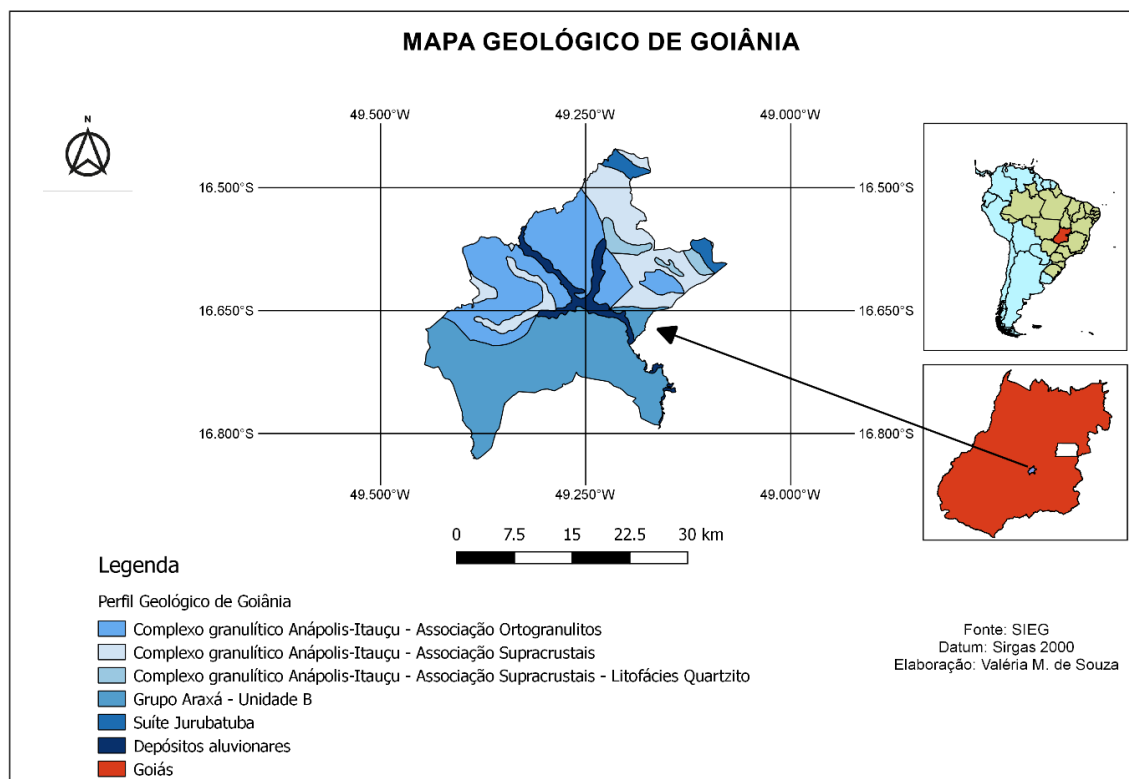 MAPA GEOLÓGICO DE GOIÂNIA
N
49.500°W 49.250°W 49.000°W
16.500°S 16.500°S
16.650°S 16.650°S
16.800°S 16.800°S
49.500°W 49.250°W 49.000°W
0 7.5 15 22.5 30 km
Legenda
Perfil Geológico de Goiânia
Complexo granulítico Anápolis-Itauçu - Associação Ortogranulitos
Complexo granulítico Anápolis-Itauçu - Associação Supracrustais
Complexo granulítico Anápolis-Itauçu - Associação Supracrustais - Litofácies Quartzito
Grupo Araxá - Unidade B
Suíte Jurubatuba
Depósitos aluvionares
Goiás
Fonte: SIEG
Datum: Sirgas 2000
Elaboração: Valéria M. de Souza